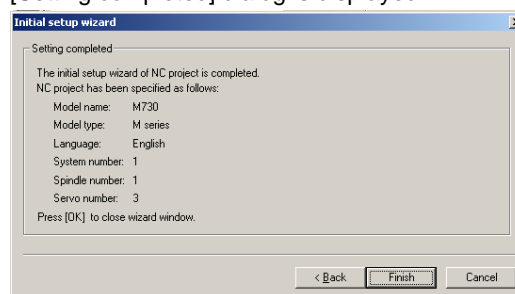 Initial setup wizard
Setting completed
The initial setup wizard of NC project is completed.
NC project has been specified as follows:
Model name: M730
Model type: M series
Language: English
System number: 1
Spindle number: 1
Servo number: 3
Press [OK] to close wizard window.
< Back Finish Cancel